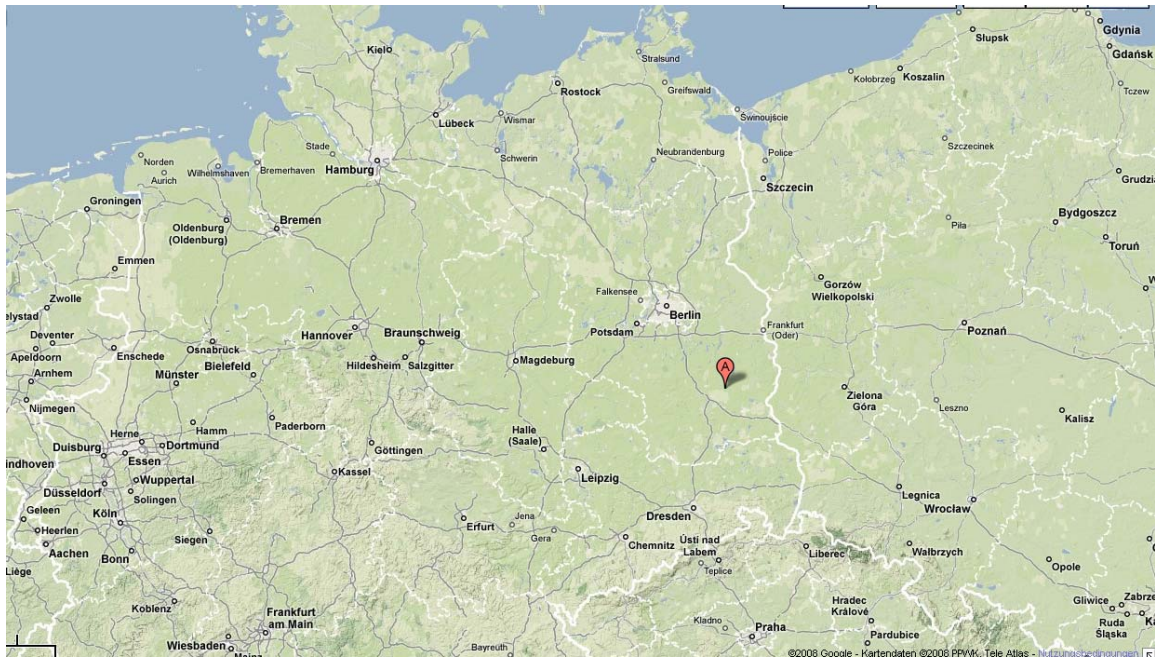 Gdynia
Słupsk
Gdańsk
Kiel
Stralsund
Koszalin
Kołobrzeg
Greifswald
Rostock
Tczew
Świnoujście
Lübeck
Wismar
Szczecinek
Stade
Schwerin
Neubrandenburg
Police
Norden
Bremerhaven
Hamburg
Wilhelmshaven
Aurich
Szczecin
Grudzią
Groningen
Bydgoszcz
Bremen
Oldenburg
(Oldenburg)
Piła
Toruń
Emmen
Gorzów
Wielkopolski
Zwolle
Falkensee
Berlin
elystad
Hannover
Potsdam
Frankfurt
(Oder)
Poznań
Deventer
Braunschweig
Osnabrück
Enschede
Apeldoorn
Hildesheim
Salzgitter
Magdeburg
Bielefeld
Arnhem
Münster
A
Zielona
Góra
Nijmegen
Leszno
Kalisz
Paderborn
Hamm
Herne
Dortmund
Duisburg
Halle
(Saale)
Göttingen
Essen
indhoven
Kassel
Leipzig
Wuppertal
Düsseldorf
Solingen
Legnica
Wrocław
Geleen
Köln
Dresden
Heerlen
Siegen
Erfurt
Jena
Gera
Chemnitz
Ústí nad
Labem
Liberec
Wałbrzych
Aachen
Bonn
Opole
Liège
Teplice
Koblenz
Frankfurt
am Main
Hradec
Králové
Gliwice
Zabrze
Ruda
Śląska
Kladno
Praha
Pardubice
Wiesbaden
Mainz
Bayreuth
©2008 Google - Kartendaten ©2008 PPWK, Tele Atlas - Nutzungsbedingungen